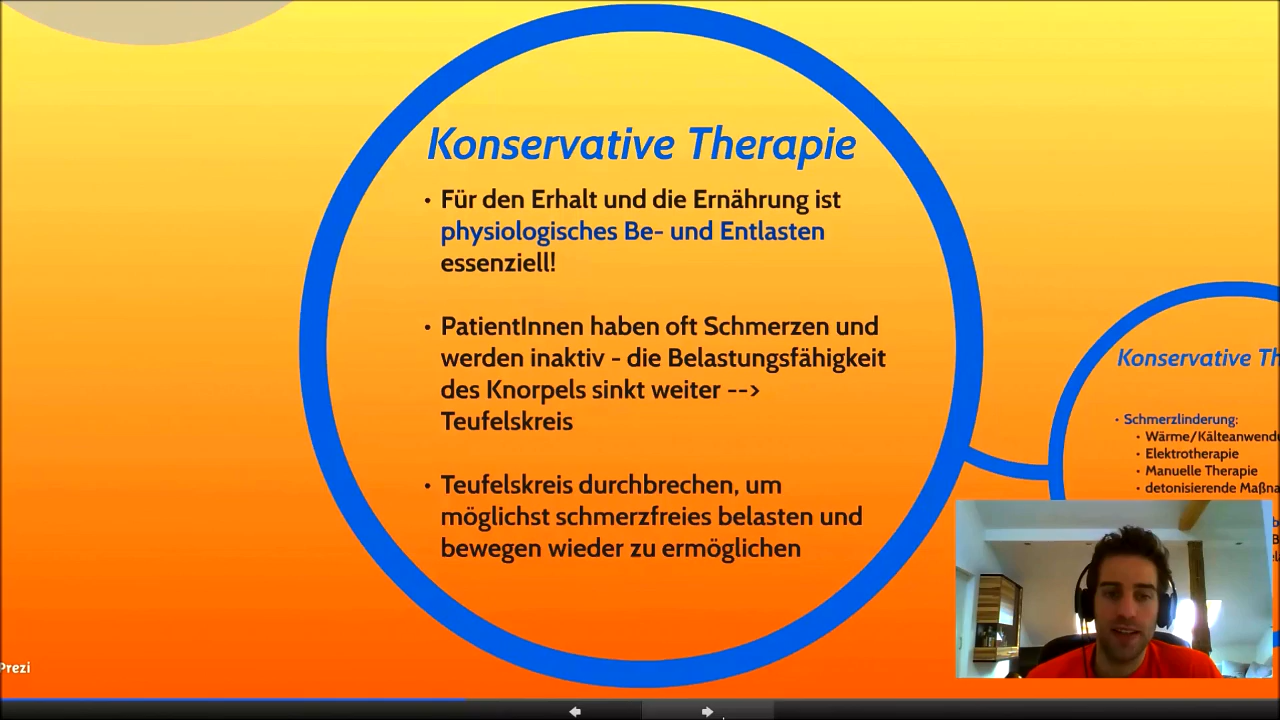 Konservative Therapie
• Für den Erhalt und die Ernährung ist
physiologisches Be- und Entlasten
essenziell!
• PatientInnen haben oft Schmerzen und
werden inaktiv - die Belastungsfähigkeit
des Knorpels sinkt weiter -->
Teufelskreis
• Teufelskreis durchbrechen, um
möglichst schmerzfreies belasten und
bewegen wieder zu ermöglichen
Konservative Th
• Schmerzlinderung:
• Wärme/Kälteanwend
• Elektrotherapie
• Manuelle Therapie
• detonisierende Maßna
Prezi